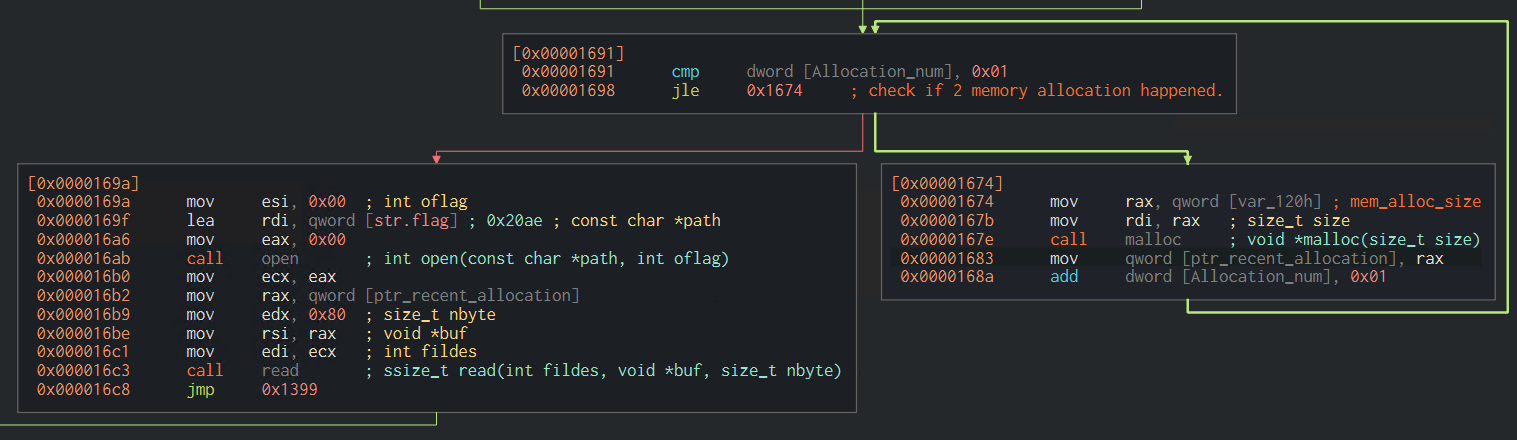 [0x00001691]
0x00001691 cmp dword [Allocation_num], 0x01
0x00001698 jle 0x1674 ; check if 2 memory allocation happened.
[0x0000169a]
0x0000169a mov esi, 0x00 ; int oflag
0x0000169f lea rdi, qword [str.flag] ; 0x20ae ; const char *path
0x000016a6 mov eax, 0x00
0x000016ab call open ; int open(const char *path, int oflag)
0x000016b0 mov ecx, eax
0x000016b2 mov rax, qword [ptr_recent_allocation]
0x000016b9 mov edx, 0x80 ; size_t nbyte
0x000016be mov rsi, rax ; void *buf
0x000016c1 mov edi, ecx ; int fildes
0x000016c3 call read ; ssize_t read(int fildes, void *buf, size_t nbyte)
0x000016c8 jmp 0x1399
[0x00001674]
0x00001674 mov rax, qword [var_120h] ; mem_alloc_size
0x0000167b mov rdi, rax ; size_t size
0x0000167e call malloc ; void *malloc(size_t size)
0x00001683 mov qword [ptr_recent_allocation], rax
0x0000168a add dword [Allocation_num], 0x01